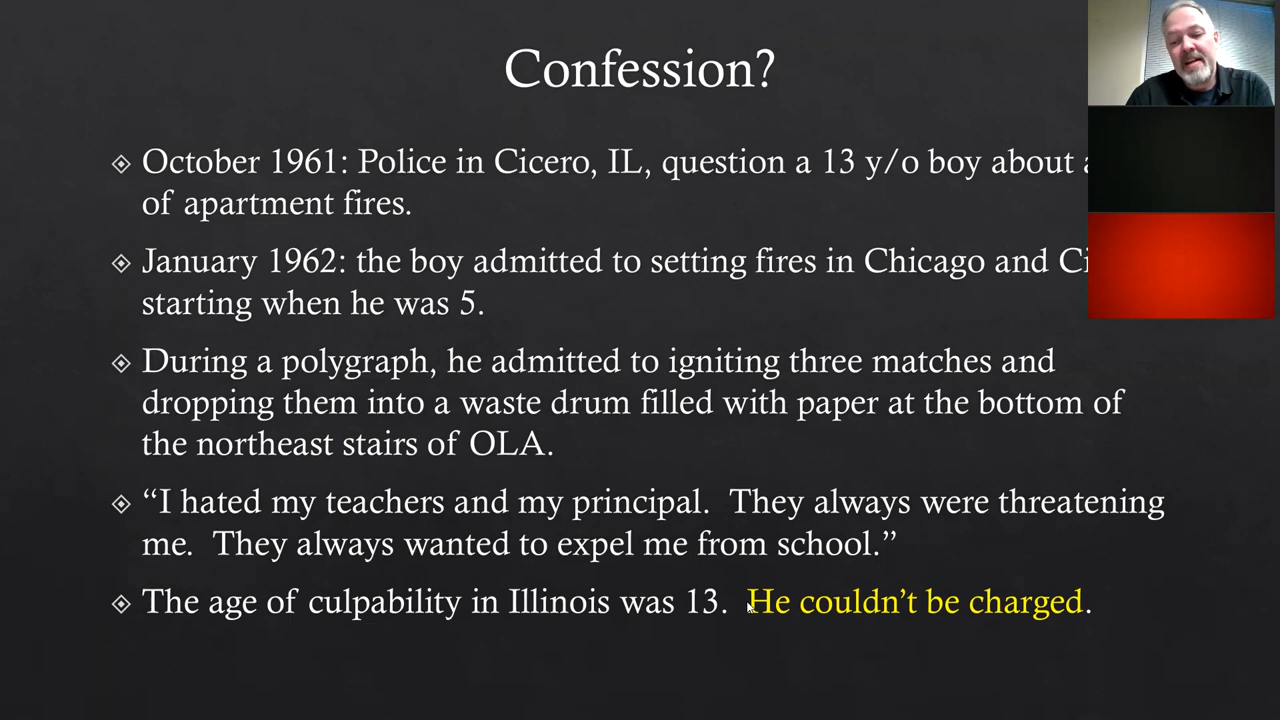 Confession?
October 1961: Police in Cicero, IL, question a 13 y/o boy about
of apartment fires.
January 1962: the boy admitted to setting fires in Chicago and
starting when he was 5.
During a polygraph, he admitted to igniting three matches and
dropping them into a waste drum filled with paper at the bottom of
the northeast stairs of OLA.
“I hated my teachers and my principal. They always were threatening
me. They always wanted to expel me from school.”
The age of culpability in Illinois was 13. He couldn’t be charged.